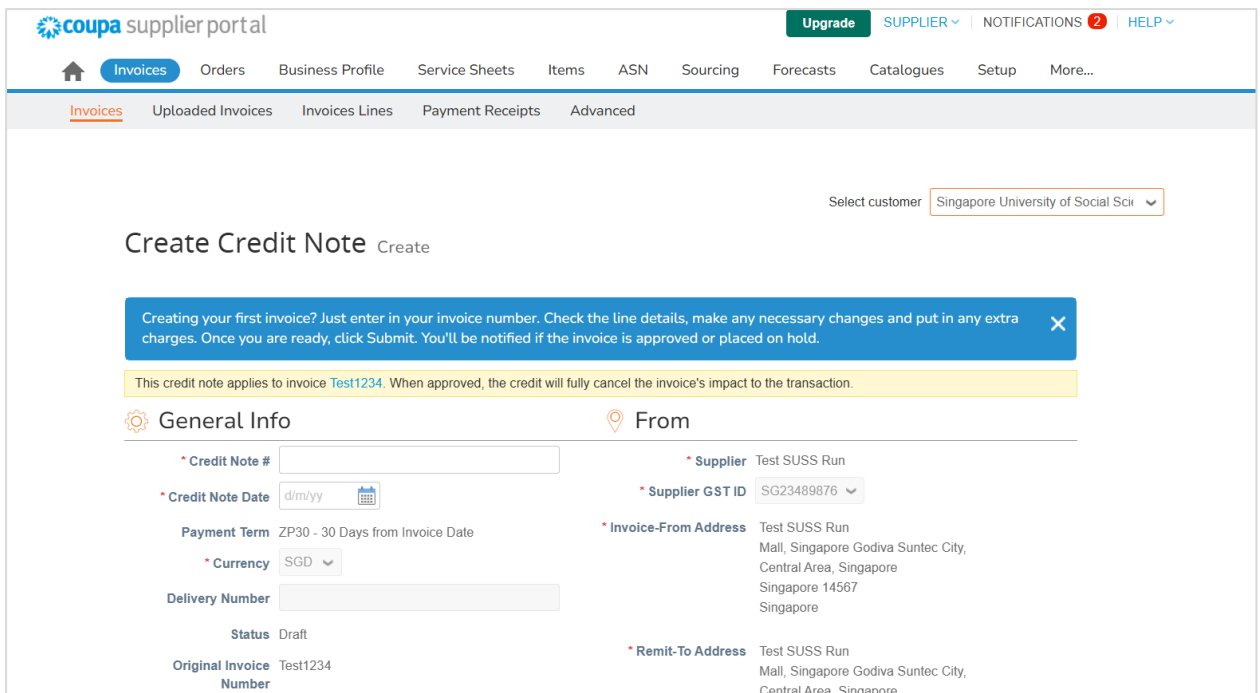 coupa supplier portal
Upgrade SUPPLIER NOTIFICATIONS 2 HELP
Invoices Orders Business Profile Service Sheets Items ASN Sourcing Forecasts Catalogues Setup More...
Invoices Uploaded Invoices Invoices Lines Payment Receipts Advanced
Select customer Singapore University of Social Sci
Create Credit Note Create
Creating your first invoice? Just enter in your invoice number. Check the line details, make any necessary changes and put in any extra
charges. Once you are ready, click Submit. You'll be notified if the invoice is approved or placed on hold.
This credit note applies to invoice Test1234. When approved, the credit will fully cancel the invoice's impact to the transaction.
General Info
* Credit Note #
* Credit Note Date d/m/yy
Payment Term ZP30 - 30 Days from Invoice Date
* Currency SGD
Delivery Number
Status Draft
Original Invoice Test1234
Number
From
* Supplier Test SUSS Run
* Supplier GST ID SG23489876
* Invoice-From Address Test SUSS Run
Mall, Singapore Godiva Suntec City,
Central Area, Singapore
Singapore 14567
Singapore
* Remit-To Address Test SUSS Run
Mall, Singapore Godiva Suntec City,
Central Area, Singapore